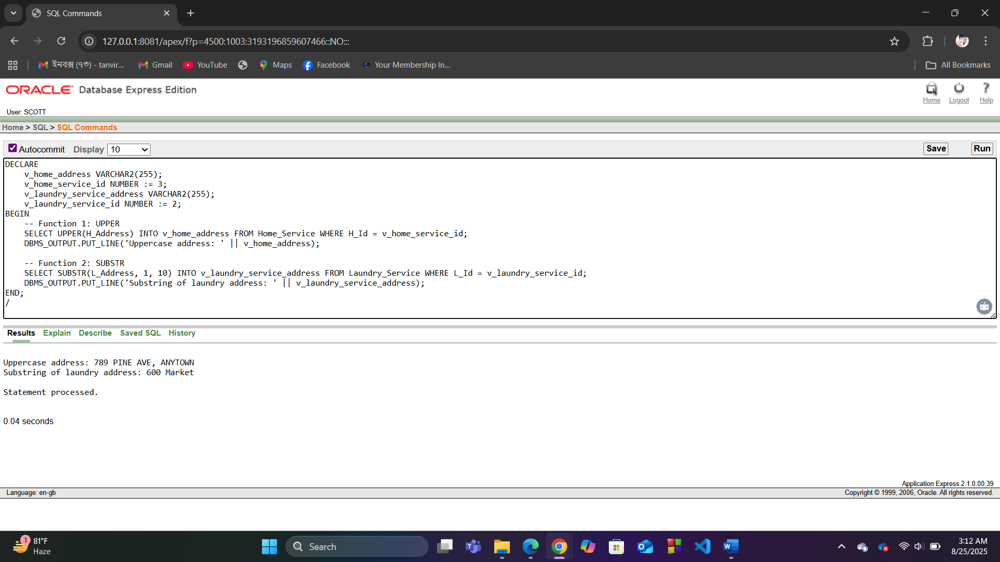 SQL Commands
127.0.0.1:8081/apex/f?p=4500:1003:3193196859607466::NO:::
ইনবক্স (৭৩) - tanvir... Gmail YouTube Maps Facebook Your Membership In... All Bookmarks
ORACLE Database Express Edition
Home Logout Help
User: SCOTT
Home > SQL > SQL Commands
Autocommit Display 10 Save Run
DECLARE
    v_home_address VARCHAR2(255);
    v_home_service_id NUMBER := 3;
    v_laundry_service_address VARCHAR2(255);
    v_laundry_service_id NUMBER := 2;
BEGIN
    -- Function 1: UPPER
    SELECT UPPER(H_Address) INTO v_home_address FROM Home_Service WHERE H_Id = v_home_service_id;
    DBMS_OUTPUT.PUT_LINE('Uppercase address: ' || v_home_address);
    -- Function 2: SUBSTR
    SELECT SUBSTR(L_Address, 1, 10) INTO v_laundry_service_address FROM Laundry_Service WHERE L_Id = v_laundry_service_id;
    DBMS_OUTPUT.PUT_LINE('Substring of laundry address: ' || v_laundry_service_address);
END;
/
Results Explain Describe Saved SQL History
Uppercase address: 789 PINE AVE, ANYTOWN
Substring of laundry address: 600 Market
Statement processed.
0.04 seconds
Application Express 2.1.0.00.39
Language: en-gb Copyright © 1999, 2006, Oracle. All rights reserved.
1 81°F
Haze
Search
3:12 AM
8/25/2025